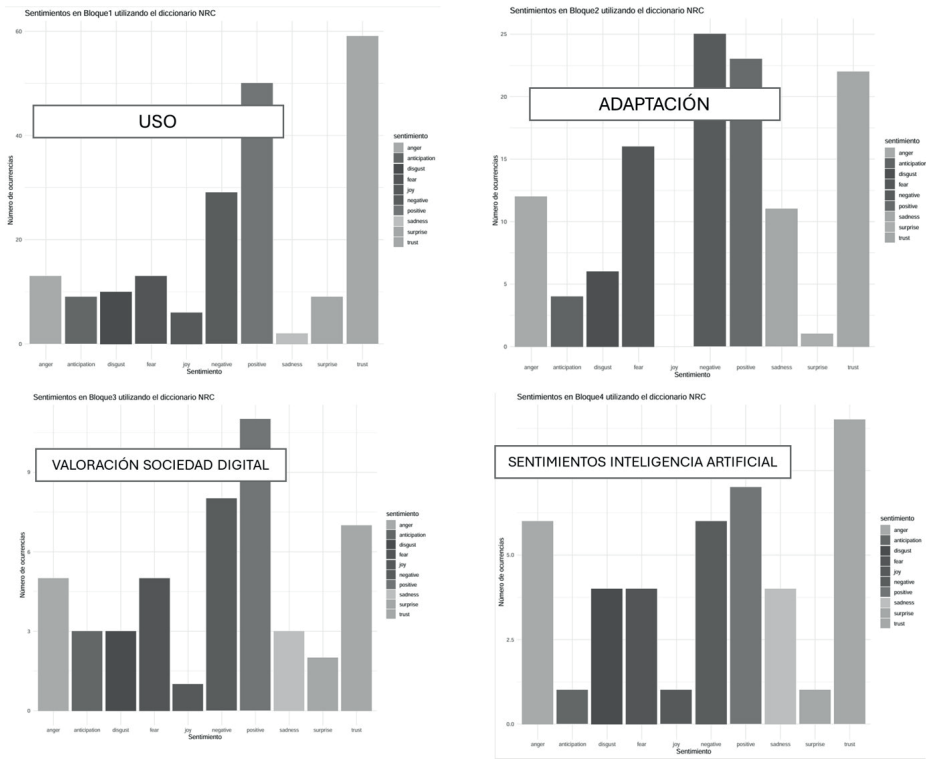 Sentimientos en Bloque1 utilizando el diccionario NRC
60
40
20
0
Número de ocurrencias
USO
anger
anticipation
disgust
fear
joy
negative
positive
sadness
surprise
trust
Sentimiento
sentimiento
anger
anticipation
disgust
fear
joy
negative
positive
sadness
surprise
trust
Sentimientos en Bloque2 utilizando el diccionario NRC
25
20
15
10
5
0
Número de ocurrencias
ADAPTACIÓN
anger
anticipation
disgust
fear
joy
negative
positive
sadness
surprise
trust
Sentimiento
sentimiento
anger
anticipation
disgust
fear
negative
positive
sadness
surprise
trust
Sentimientos en Bloque3 utilizando el diccionario NRC
9
6
3
0
Número de ocurrencias
VALORACIÓN SOCIEDAD DIGITAL
anger
anticipation
disgust
fear
joy
negative
positive
sadness
surprise
trust
Sentimiento
sentimiento
anger
anticipation
disgust
fear
joy
negative
positive
sadness
surprise
trust
Sentimientos en Bloque4 utilizando el diccionario NRC
5.0
2.5
0.0
Número de ocurrencias
SENTIMIENTOS INTELIGENCIA ARTIFICIAL
anger
anticipation
disgust
fear
joy
negative
positive
sadness
surprise
trust
Sentimiento
sentimiento
anger
anticipation
disgust
fear
joy
negative
positive
sadness
surprise
trust